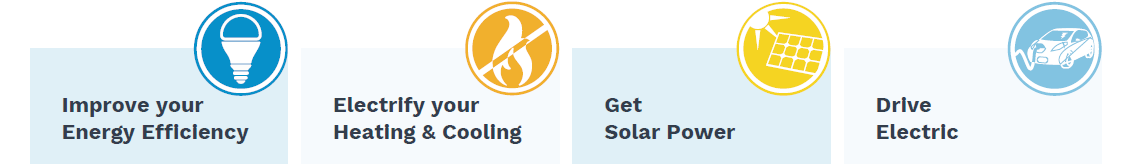 Improve your
Energy Efficiency
Electrify your
Heating & Cooling
Get
Solar Power
Drive
Electric